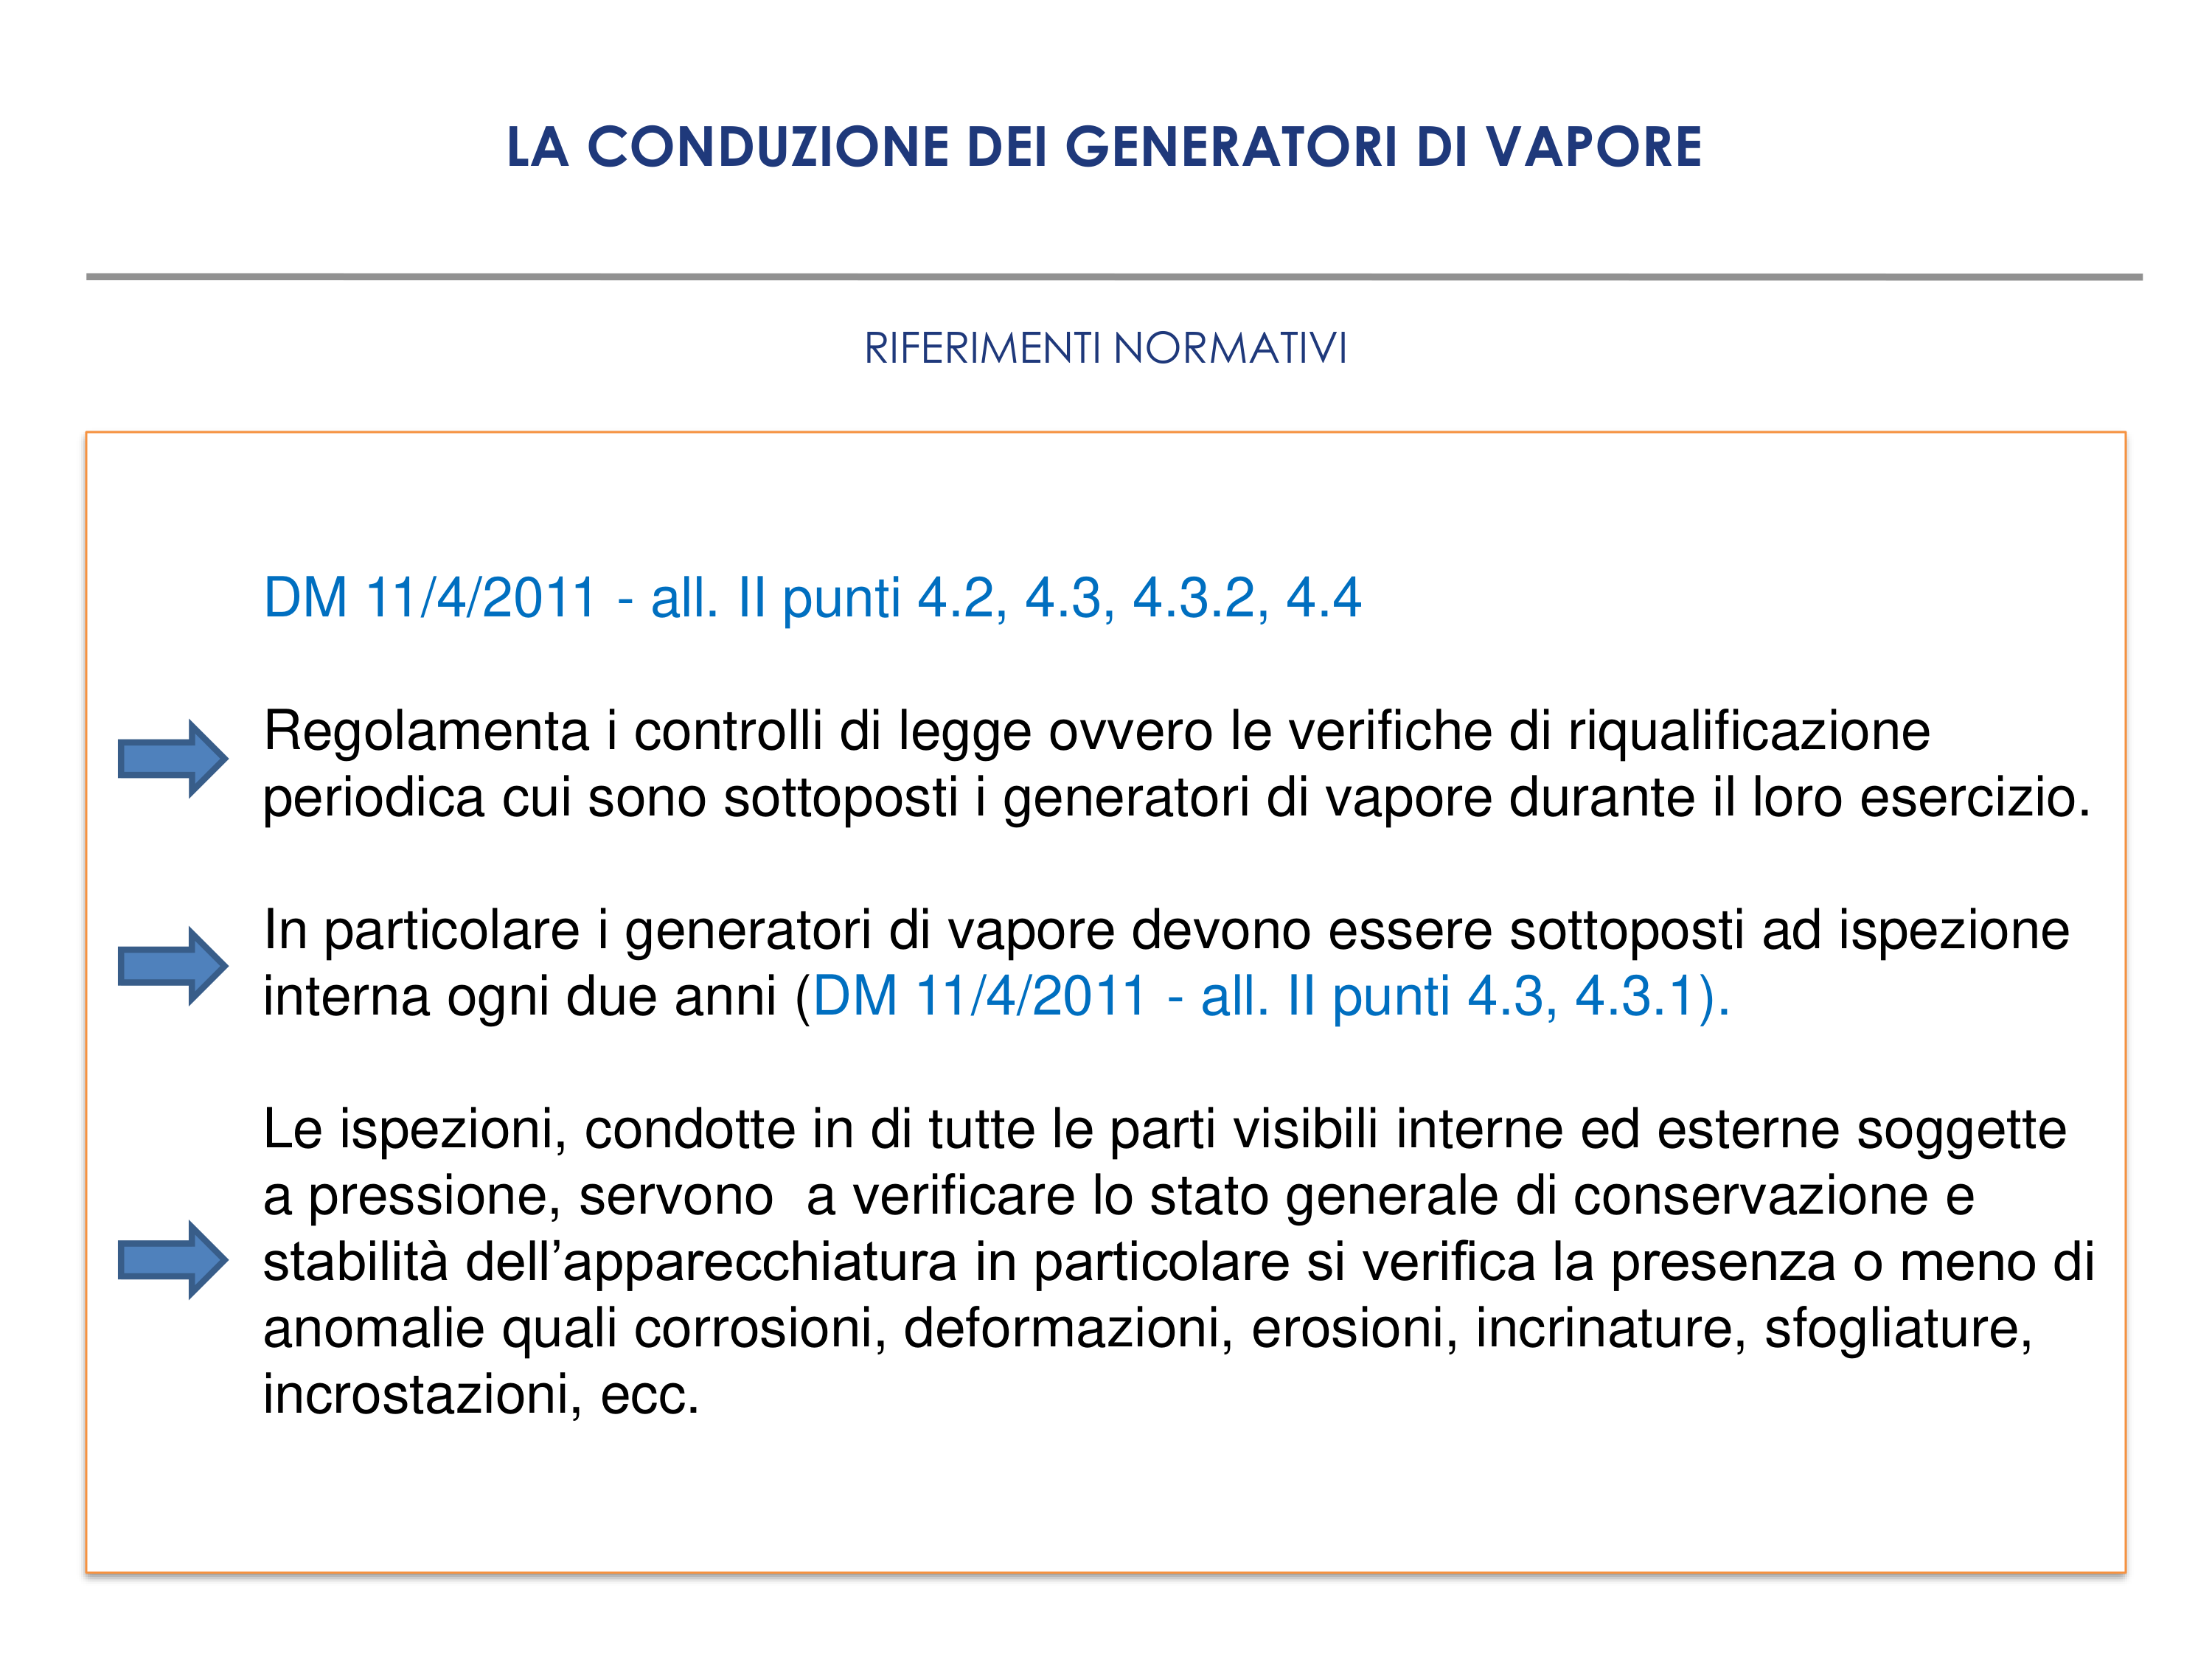 LA CONDUZIONE DEI GENERATORI DI VAPORE
RIFERIMENTI NORMATIVI
DM 11/4/2011 - all. II punti 4.2, 4.3, 4.3.2, 4.4
Regolamenta i controlli di legge ovvero le verifiche di riqualificazione
periodica cui sono sottoposti i generatori di vapore durante il loro esercizio.
In particolare i generatori di vapore devono essere sottoposti ad ispezione
interna ogni due anni (DM 11/4/2011 - all. II punti 4.3, 4.3.1).
Le ispezioni, condotte in di tutte le parti visibili interne ed esterne soggette
a pressione, servono  a verificare lo stato generale di conservazione e
stabilità dell’apparecchiatura in particolare si verifica la presenza o meno di
anomalie quali corrosioni, deformazioni, erosioni, incrinature, sfogliature,
incrostazioni, ecc.